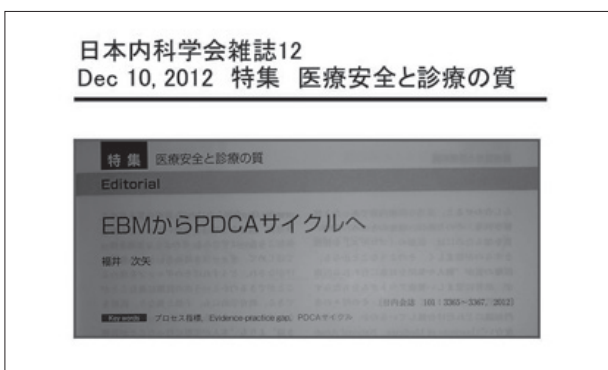 日本内科学会雑誌12
Dec 10, 2012 特集 医療安全と診療の質
特集 医療安全と診療の質
Editorial
EBMからPDCAサイクルへ
福井 次矢
〔日内会誌 101:3365~3367, 2012〕
Key words プロセス指標, Evidence-practice gap, PDCAサイクル